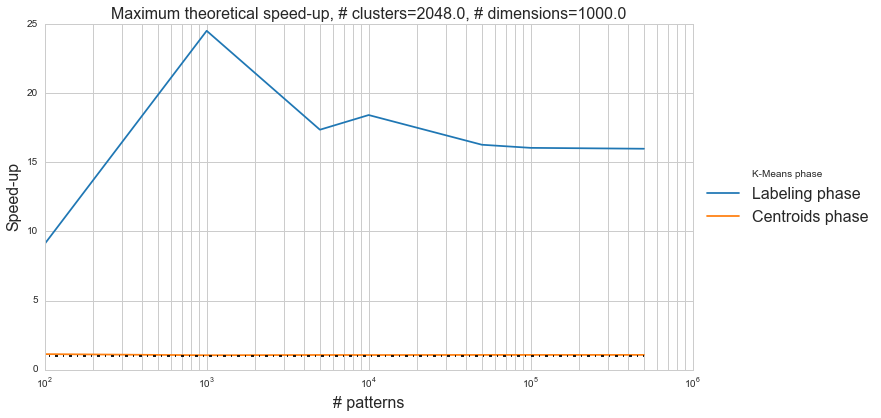 Maximum theoretical speed-up, # clusters=2048.0, # dimensions=1000.0
25
20
15
10
5
0
Speed-up
10^2
10^3
10^4
10^5
10^6
# patterns
K-Means phase
Labeling phase
Centroids phase